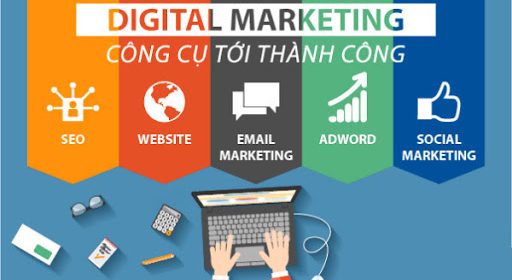 DIGITAL MARKETING
CÔNG CỤ TỚI THÀNH CÔNG
SEO
WEBSITE
EMAIL
MARKETING
ADWORD
SOCIAL
MARKETING